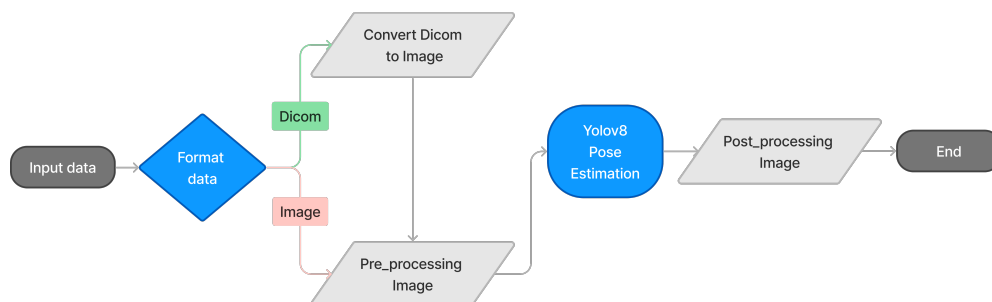 Input data
Format
data
Dicom
Convert Dicom
to Image
Image
Pre_processing
Image
Yolov8
Pose
Estimation
Post_processing
Image
End